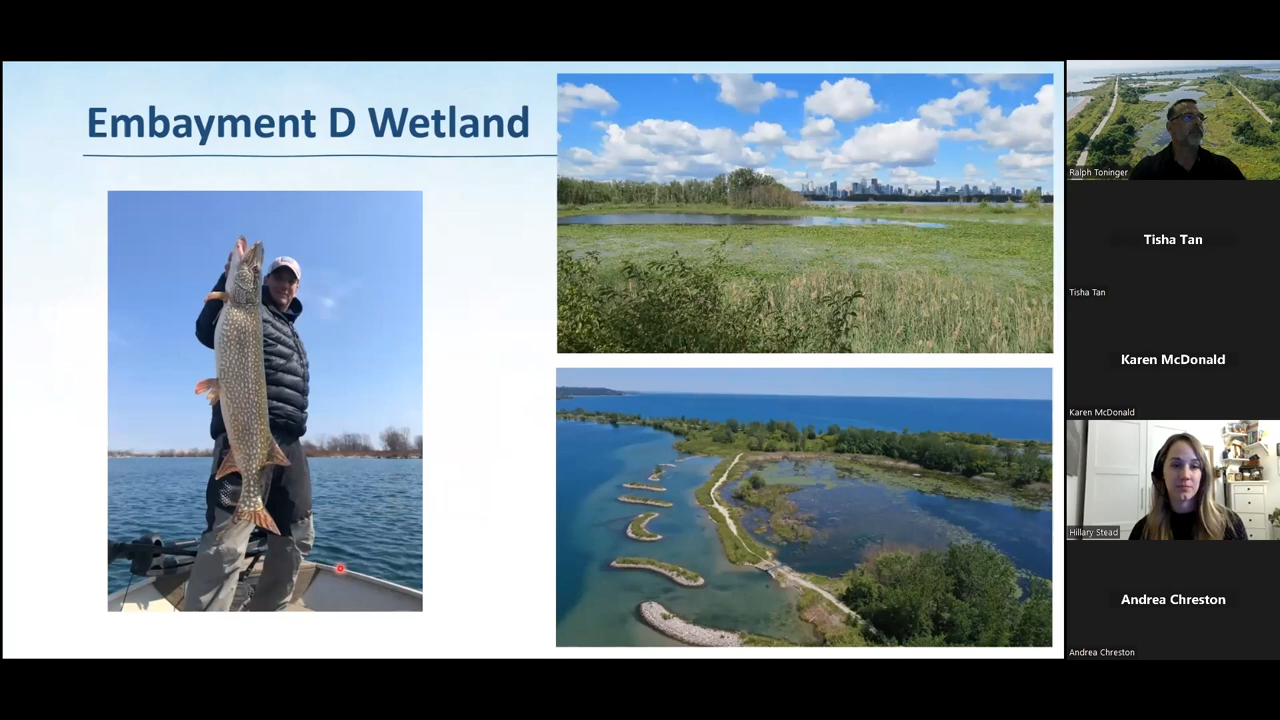 Embayment D Wetland
Ralph Toninger
Tisha Tan
Tisha Tan
Karen McDonald
Karen McDonald
Hillary Stead
Andrea Chreston
Andrea Chreston